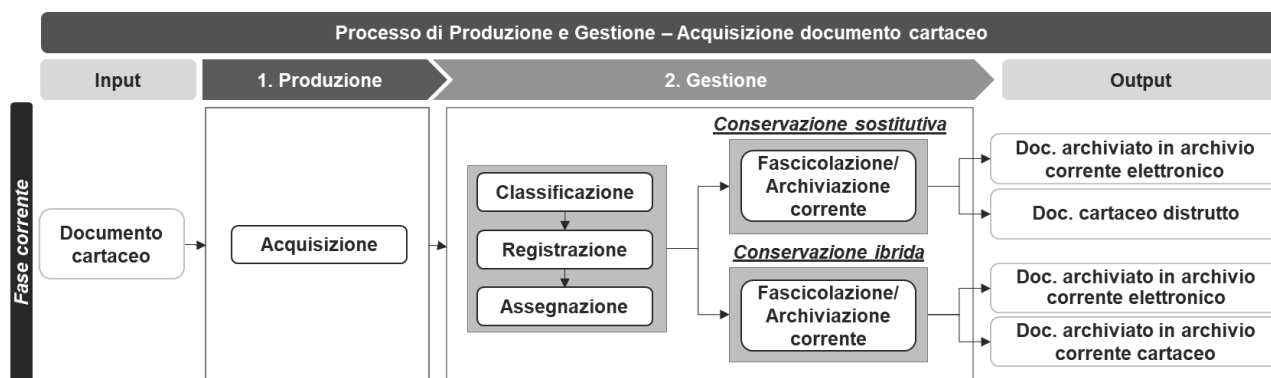 Processo di Produzione e Gestione – Acquisizione documento cartaceo
Input
1. Produzione
2. Gestione
Output
Fase corrente
Documento
cartaceo
Acquisizione
Classificazione
Registrazione
Assegnazione
Conservazione sostitutiva
Fascicolazione/
Archiviazione
corrente
Conservazione ibrida
Fascicolazione/
Archiviazione
corrente
Doc. archiviato in archivio
corrente elettronico
Doc. cartaceo distrutto
Doc. archiviato in archivio
corrente elettronico
Doc. archiviato in archivio
corrente cartaceo